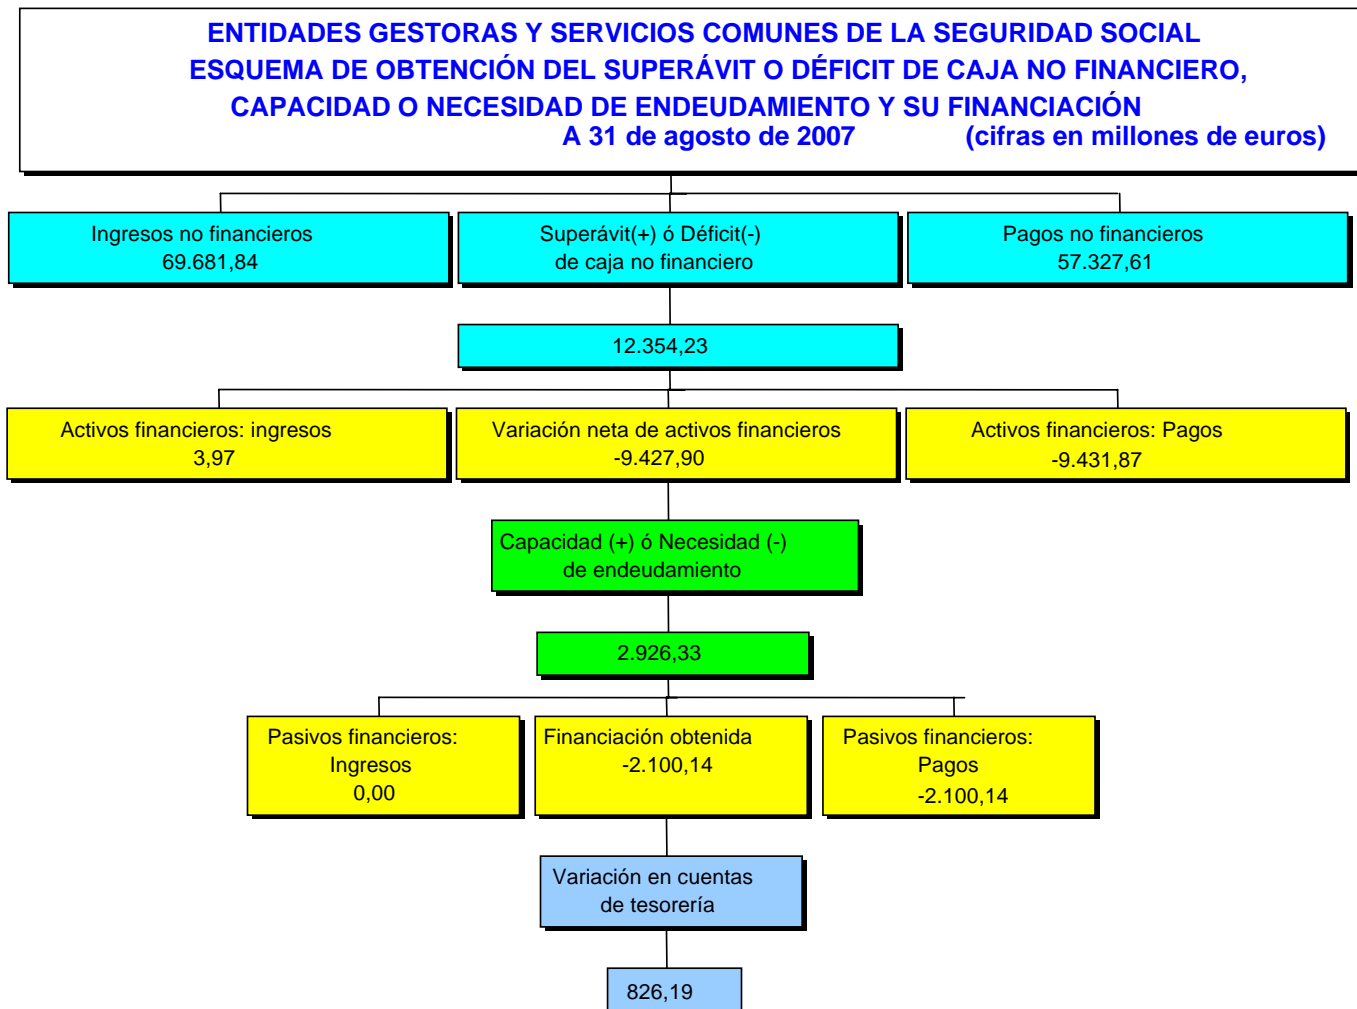 ENTIDADES GESTORAS Y SERVICIOS COMUNES DE LA SEGURIDAD SOCIAL
ESQUEMA DE OBTENCIÓN DEL SUPERÁVIT O DÉFICIT DE CAJA NO FINANCIERO,
CAPACIDAD O NECESIDAD DE ENDEUDAMIENTO Y SU FINANCIACIÓN
A 31 de agosto de 2007 (cifras en millones de euros)
Ingresos no financieros
69.681,84
Superávit(+) ó Déficit(-)
de caja no financiero
Pagos no financieros
57.327,61
12.354,23
Activos financieros: ingresos
3,97
Variación neta de activos financieros
-9.427,90
Activos financieros: Pagos
-9.431,87
Capacidad (+) ó Necesidad (-)
de endeudamiento
2.926,33
Pasivos financieros:
Ingresos
0,00
Financiación obtenida
-2.100,14
Pasivos financieros:
Pagos
-2.100,14
Variación en cuentas
de tesorería
826,19